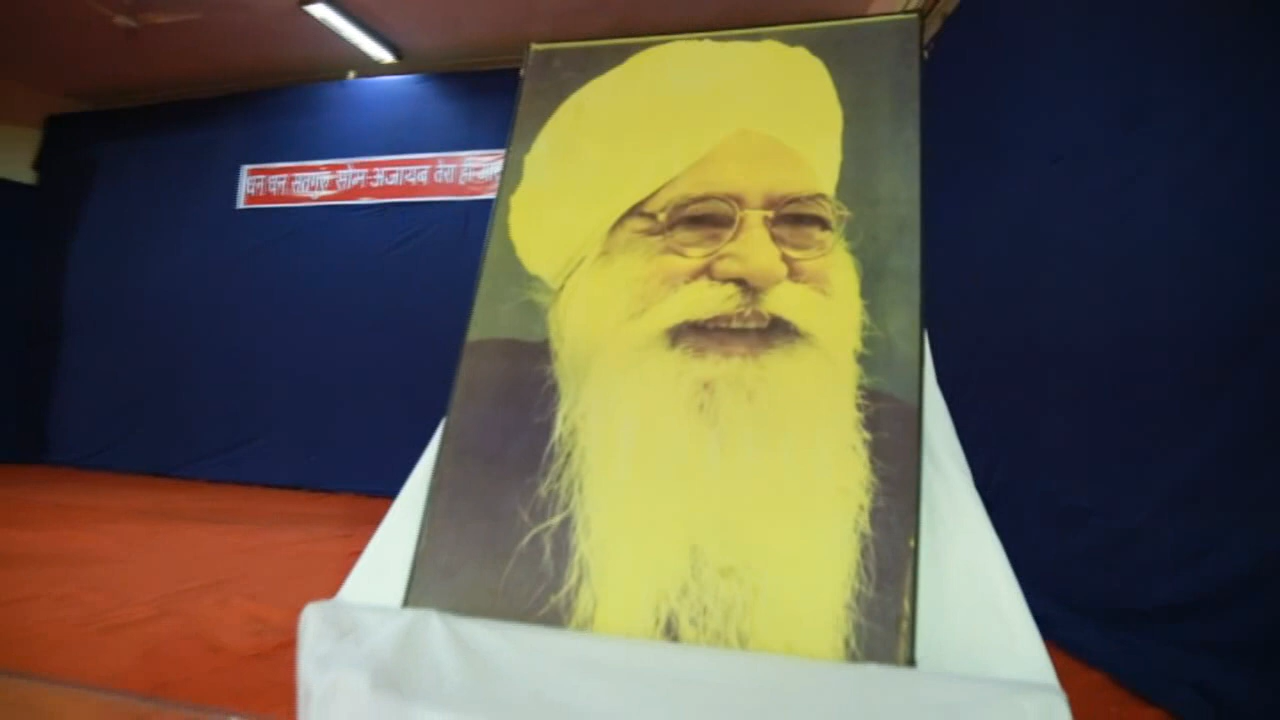 धन धन सतगुरु सोम अजायब तेरा ही